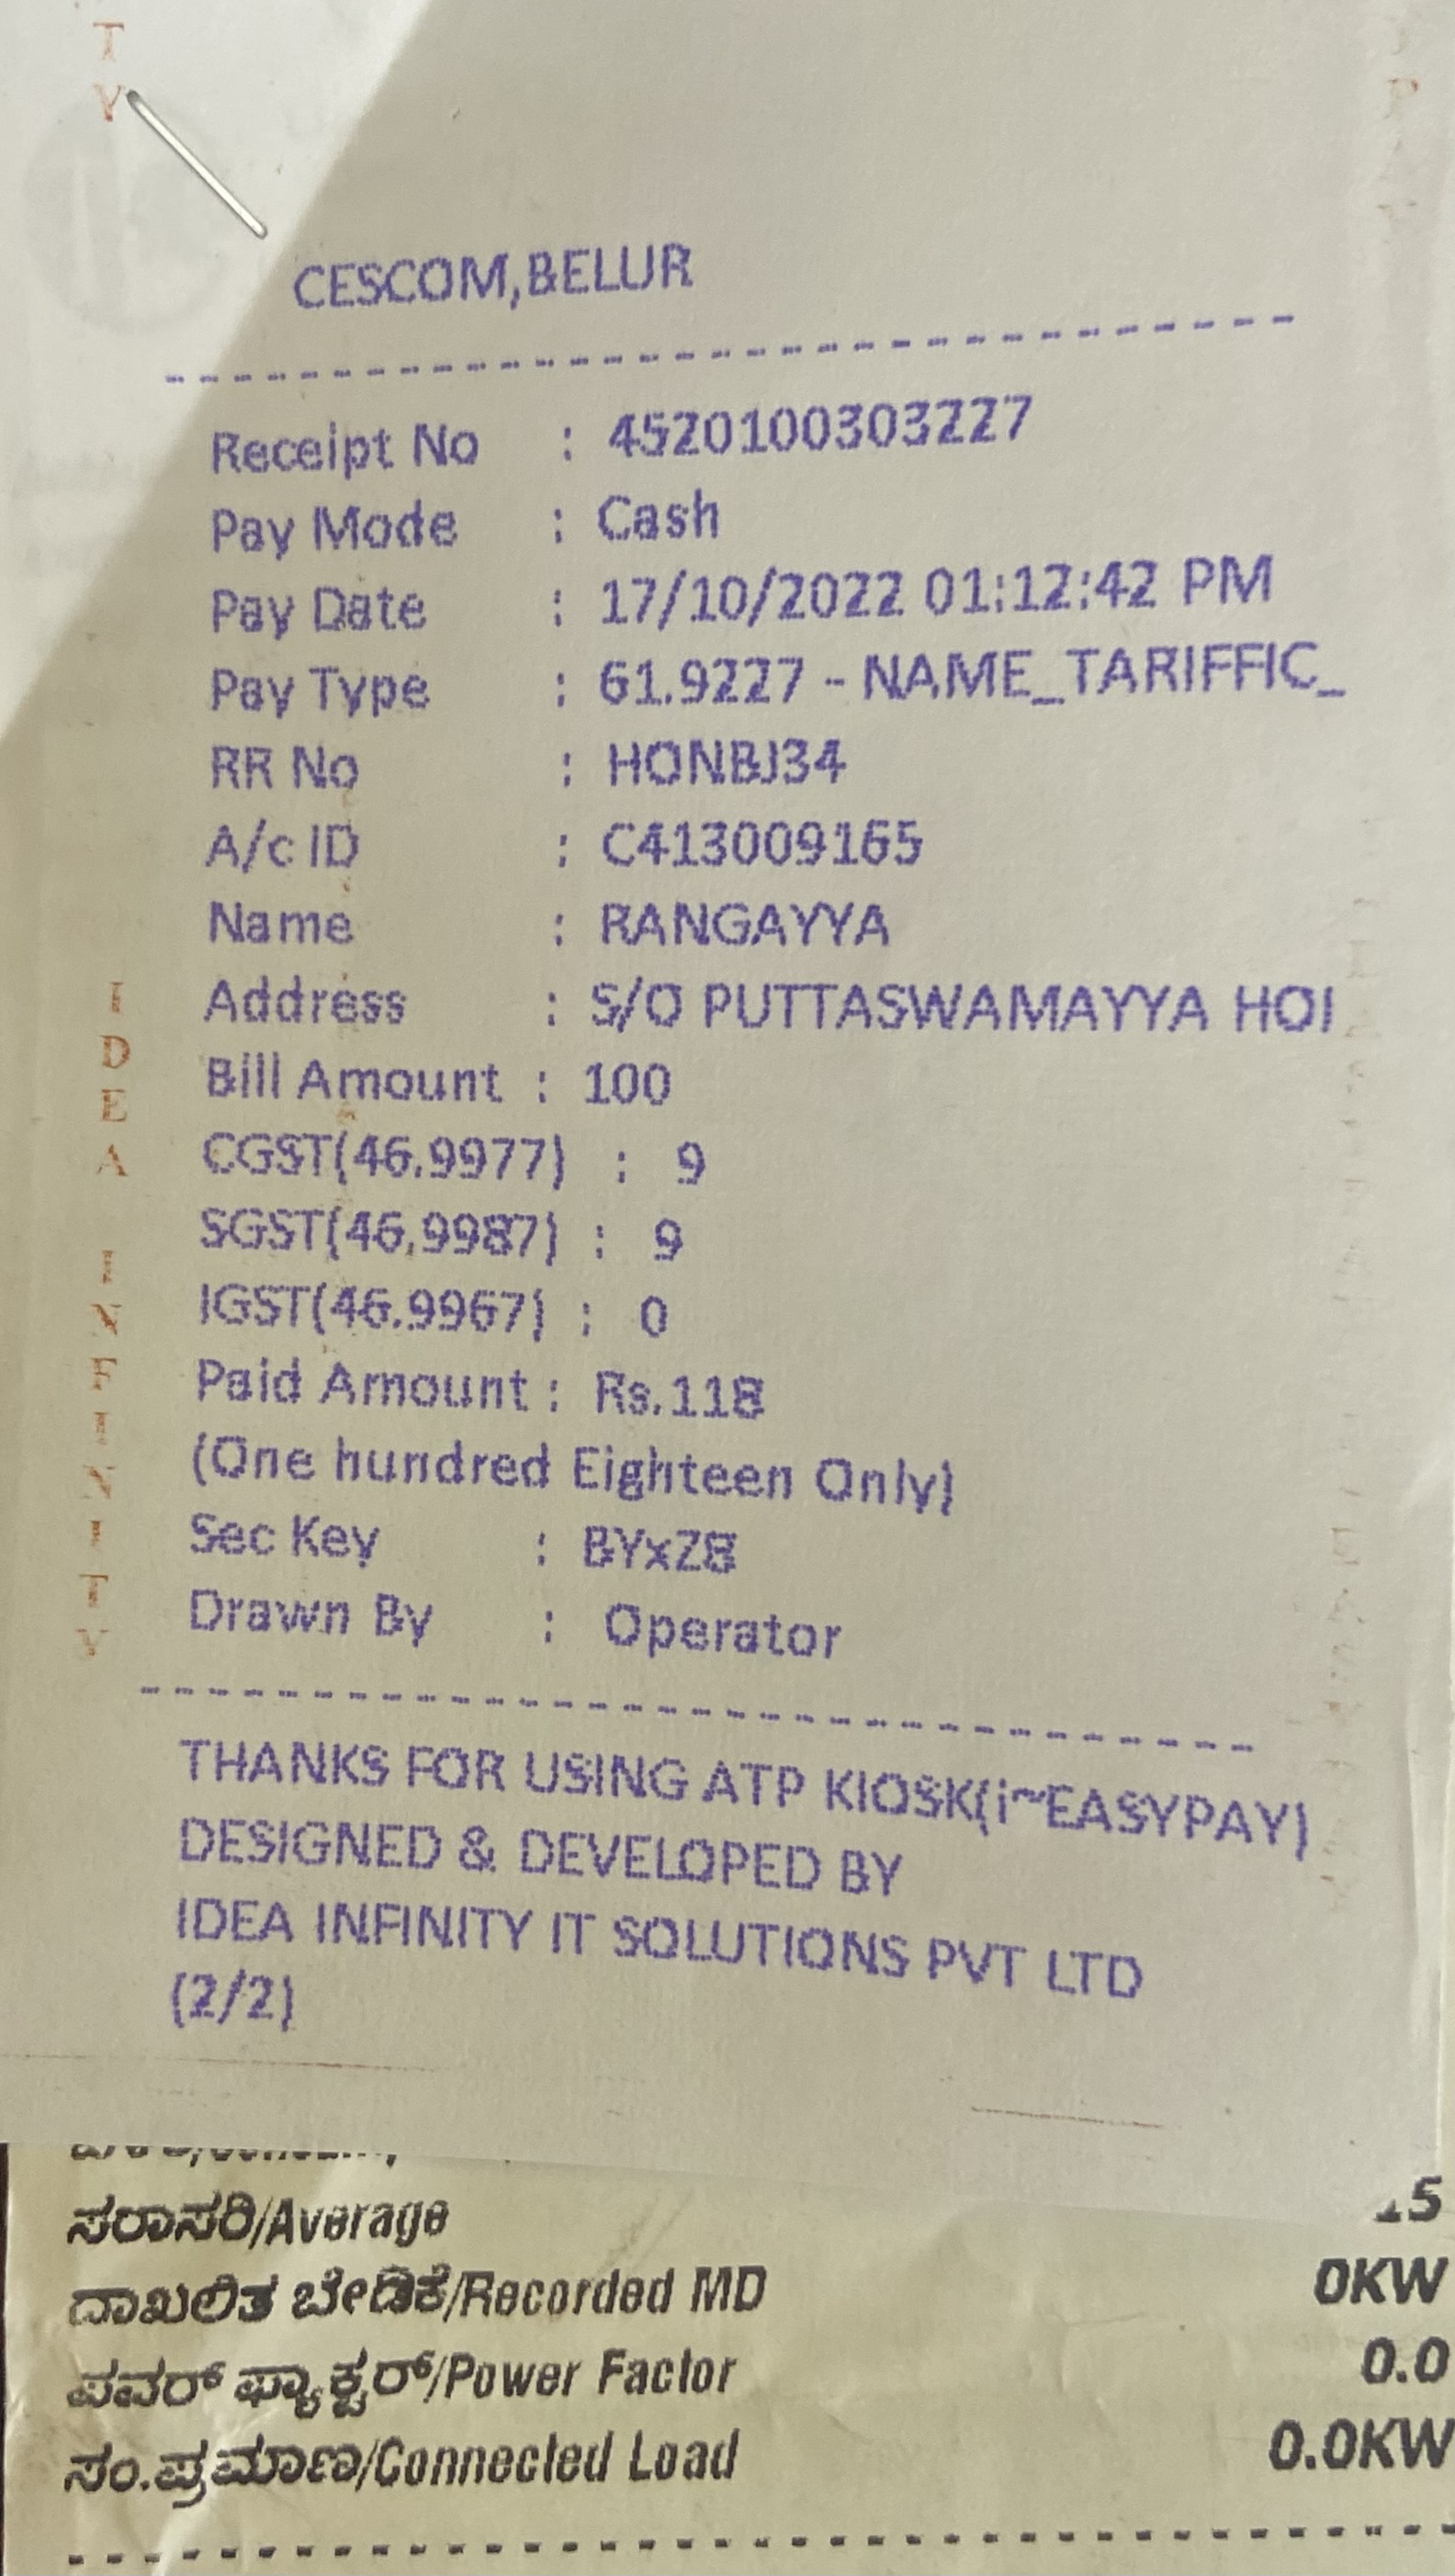 CESCOM,BELUR
Receipt No : 4520100303227
Pay Mode : Cash
Pay Date : 17/10/2022 01:12:42 PM
Pay Type : 61.9227 - NAME_TARIFFIC_
RR No : HONBJ34
A/c ID : C413009165
Name : RANGAYYA
Address : S/O PUTTASWAMAYYA HOI
Bill Amount : 100
CGST(46.9977) : 9
SGST(46.9987) : 9
IGST(46.9967) : 0
Paid Amount : Rs.118
(One hundred Eighteen Only)
Sec Key : BYxZ8
Drawn By : Operator
THANKS FOR USING ATP KIOSK(i~EASYPAY)
DESIGNED & DEVELOPED BY
IDEA INFINITY IT SOLUTIONS PVT LTD
(2/2)
T Y
IDEA INFINITY
ಸರಾಸರಿ/Average 15
ದಾಖಲಿತ ಬೇಡಿಕೆ/Recorded MD 0KW
ಪವರ್ ಫ್ಯಾಕ್ಟರ್/Power Factor 0.0
ಸಂ.ಪ್ರಮಾಣ/Connected Load 0.0KW